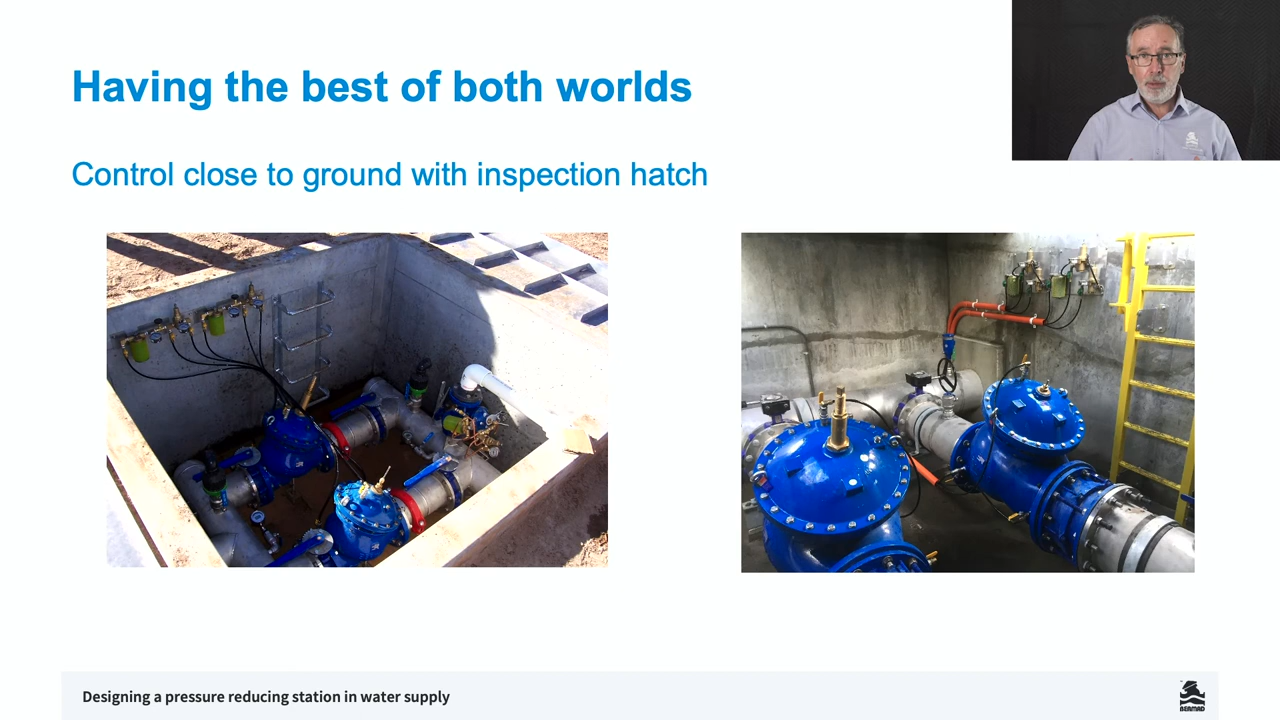 Having the best of both worlds
Control close to ground with inspection hatch
Designing a pressure reducing station in water supply
BERMAD